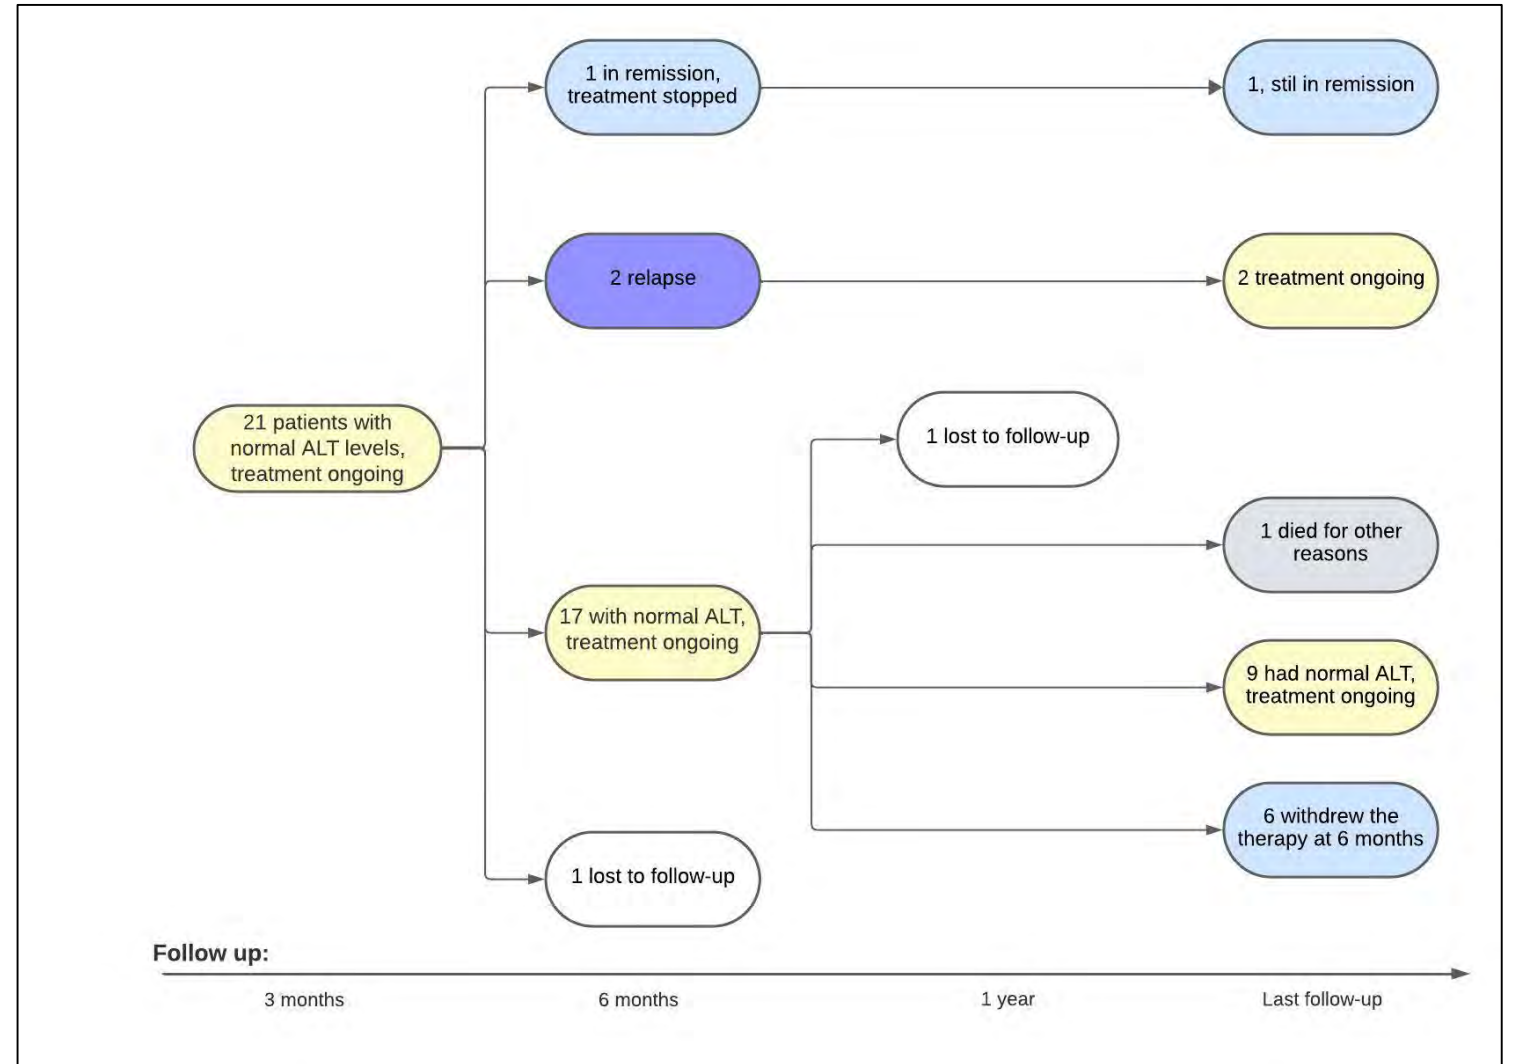 1 in remission,
treatment stopped
1, stil in remission
2 relapse
2 treatment ongoing
21 patients with
normal ALT levels,
treatment ongoing
1 lost to follow-up
1 died for other
reasons
17 with normal ALT,
treatment ongoing
9 had normal ALT,
treatment ongoing
6 withdrew the
therapy at 6 months
1 lost to follow-up
Follow up:
3 months
6 months
1 year
Last follow-up